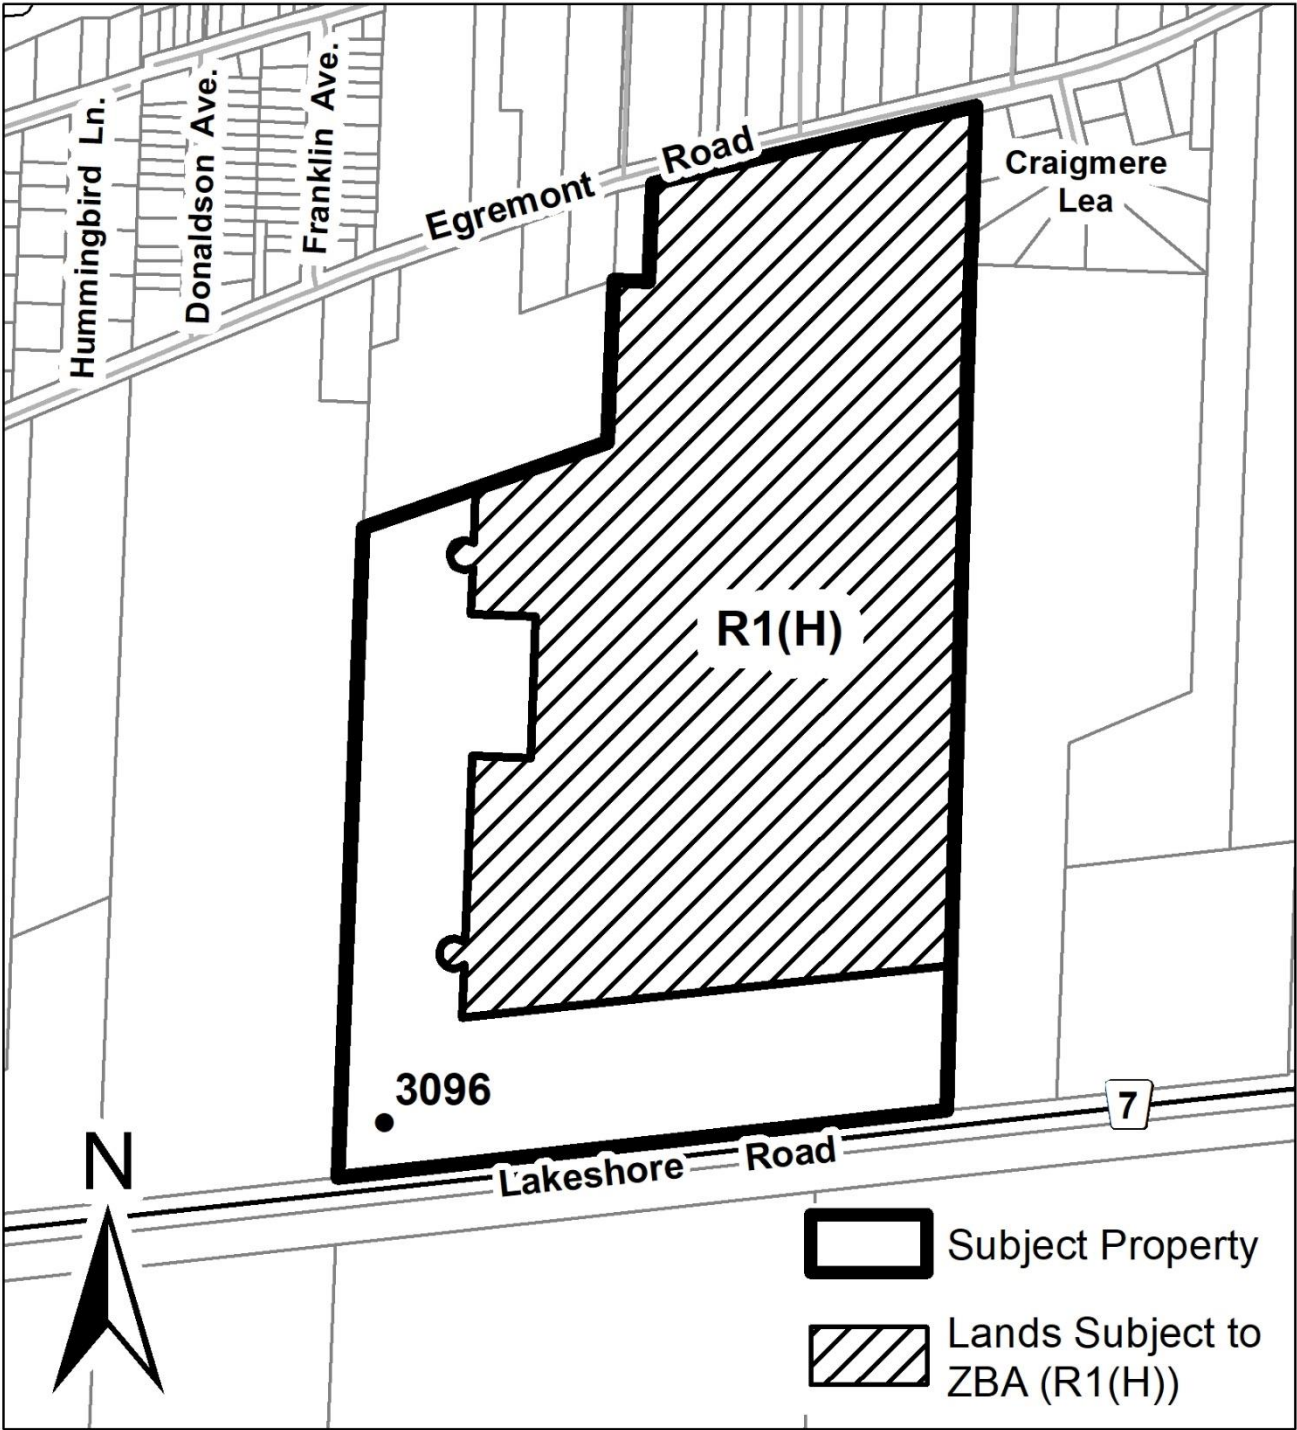 Hummingbird Ln.
Donaldson Ave.
Franklin Ave.
Egremont Road
Craigmere
Lea
R1(H)
3096
7
Lakeshore Road
N
Subject Property
Lands Subject to
ZBA (R1(H))